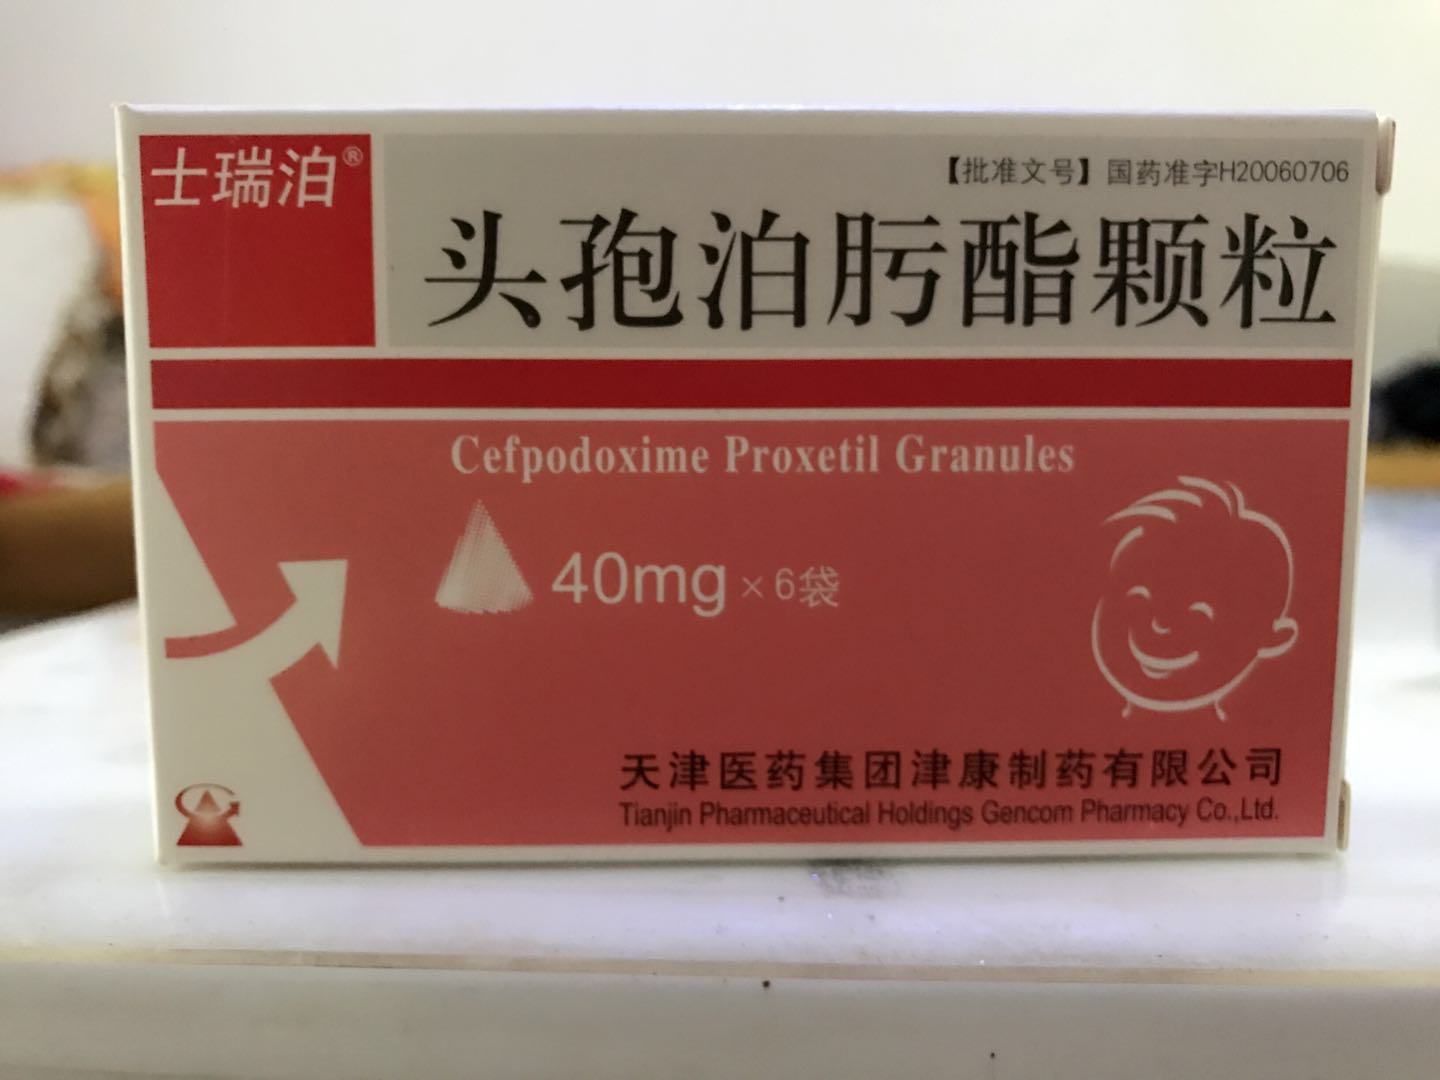 士瑞泊®
【批准文号】国药准字H20060706
头孢泊肟酯颗粒
Cefpodoxime Proxetil Granules
40mg × 6袋
天津医药集团津康制药有限公司
Tianjin Pharmaceutical Holdings Gencom Pharmacy Co.,Ltd.